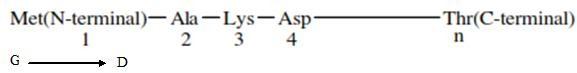 Met(N-terminal)—Ala—Lys—Asp————Thr(C-terminal)
1 2 3 4 n
G ⟶ D